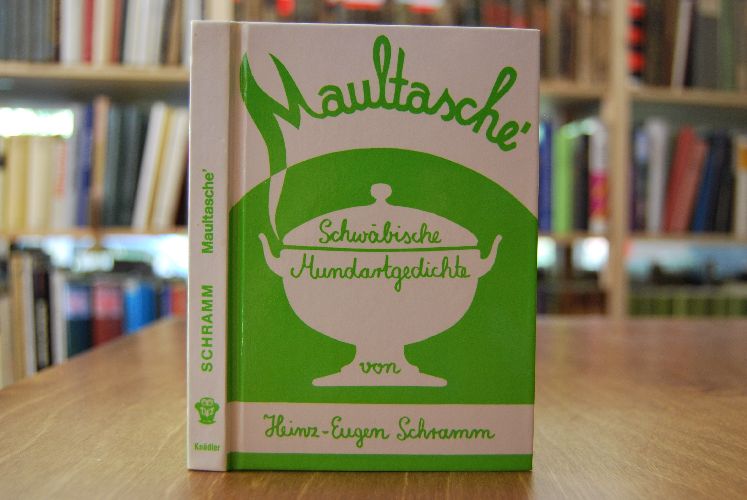 Maultasche'
Schwäbische
Mundartgedichte
von
Heinz-Eugen Schramm
SCHRAMM Maultasche'
Knödler